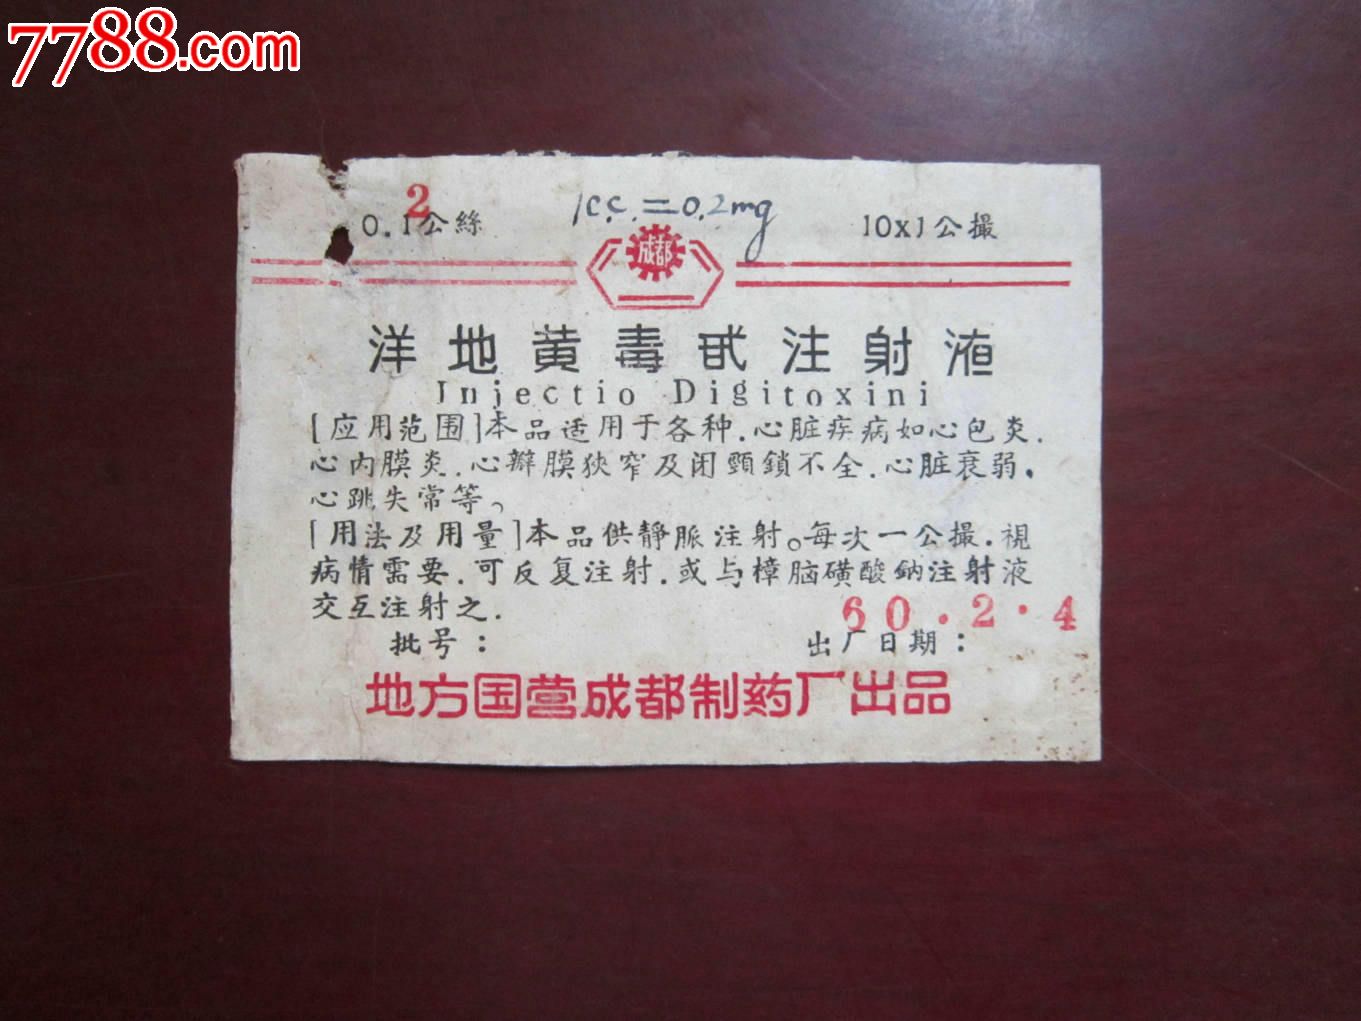 7788.com
2
0.1公絲
1c.c.=0.2mg
10x1公撮
成都
洋地黄毒甙注射液
Injectio Digitoxini
[应用范围]本品适用于各种.心脏疾病如心包炎.
心内膜炎.心瓣膜狹窄及闭頸鎖不全.心脏衰弱.
心跳失常等。
[用法及用量]本品供靜脈注射。每次一公撮.視
病情需要.可反复注射.或与樟脑磺酸鈉注射液
交互注射之.
60.2.4
批号：
出厂日期：
地方国营成都制药厂出品